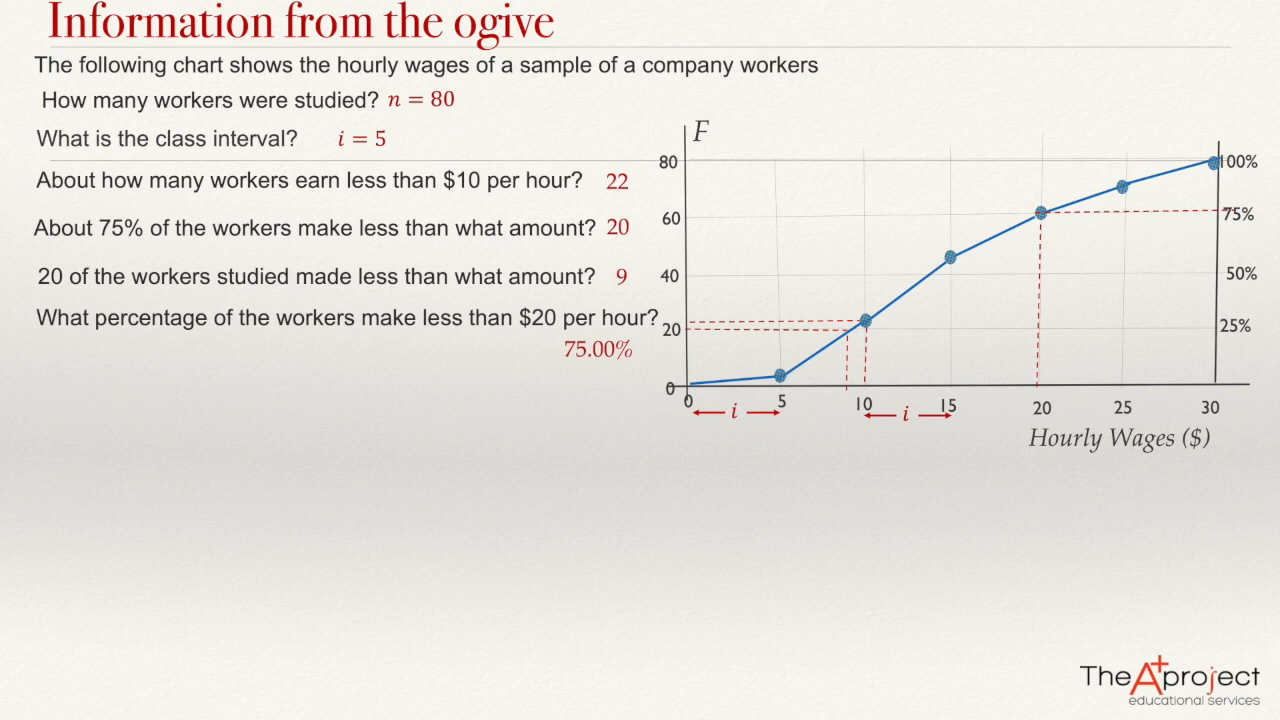 Information from the ogive
The following chart shows the hourly wages of a sample of a company workers
How many workers were studied? n = 80
What is the class interval? i = 5
About how many workers earn less than $10 per hour? 22
About 75% of the workers make less than what amount? 20
20 of the workers studied made less than what amount? 9
What percentage of the workers make less than $20 per hour?
75.00%
F
80 100%
60 75%
40 50%
20 25%
0
0 5 10 15 20 25 30
i i
Hourly Wages ($)
The A+ project
educational services